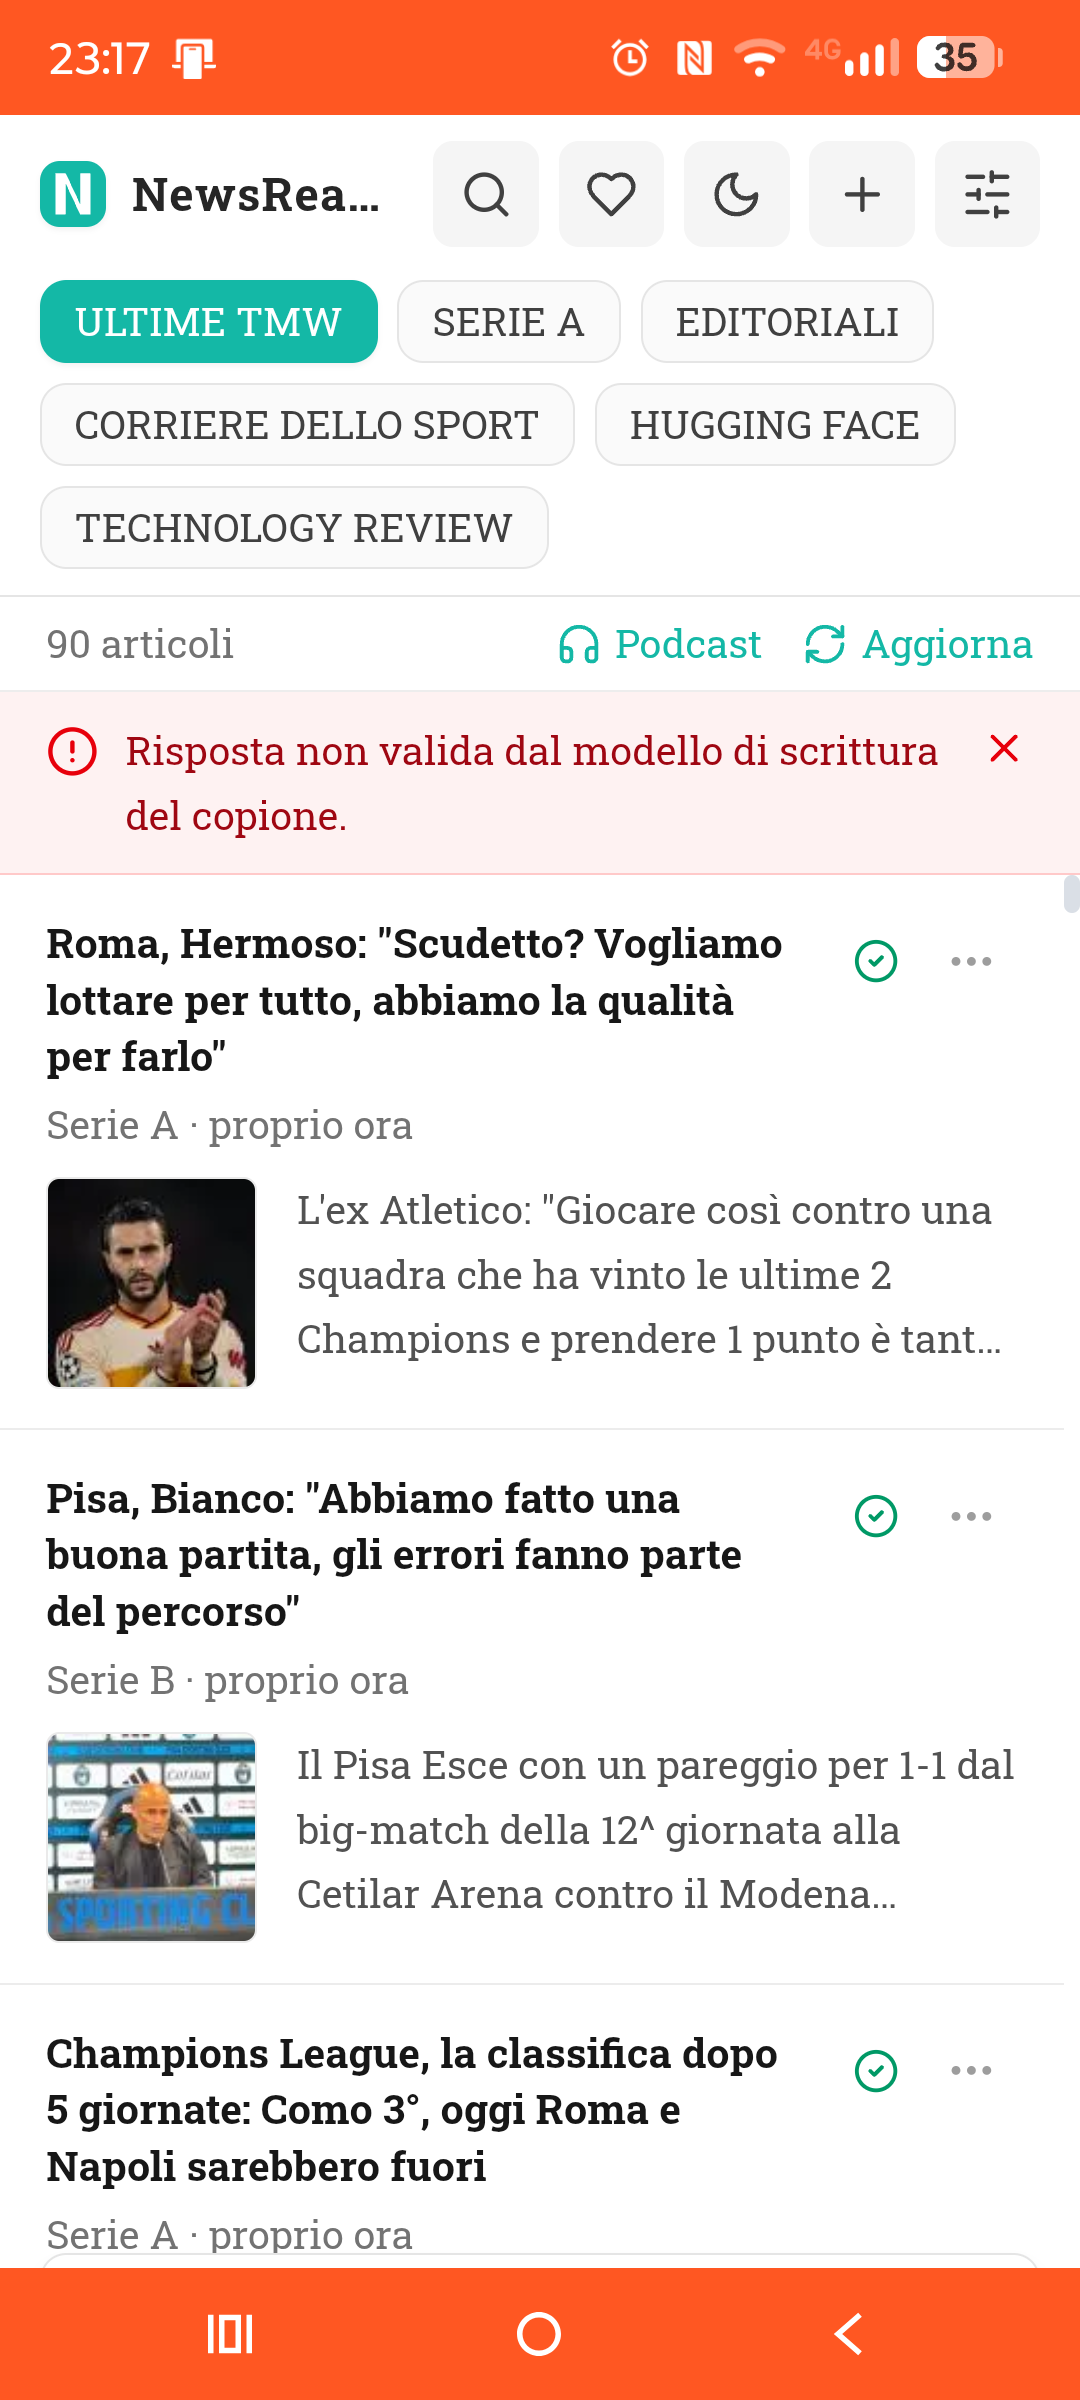 23:17
4G
35
N NewsRea...
ULTIME TMW
SERIE A
EDITORIALI
CORRIERE DELLO SPORT
HUGGING FACE
TECHNOLOGY REVIEW
90 articoli
Podcast
Aggiorna
Risposta non valida dal modello di scrittura
del copione.
Roma, Hermoso: "Scudetto? Vogliamo
lottare per tutto, abbiamo la qualità
per farlo"
Serie A · proprio ora
L'ex Atletico: "Giocare così contro una
squadra che ha vinto le ultime 2
Champions e prendere 1 punto è tant...
Pisa, Bianco: "Abbiamo fatto una
buona partita, gli errori fanno parte
del percorso"
Serie B · proprio ora
SPORTING CL
Il Pisa Esce con un pareggio per 1-1 dal
big-match della 12^ giornata alla
Cetilar Arena contro il Modena...
Champions League, la classifica dopo
5 giornate: Como 3°, oggi Roma e
Napoli sarebbero fuori
Serie A · proprio ora